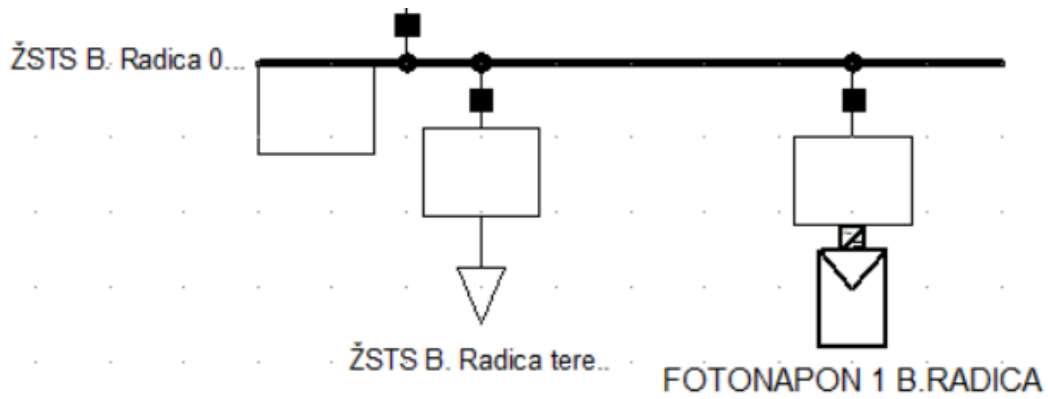 ŽSTS B. Radica 0...
ŽSTS B. Radica tere..
FOTONAPON 1 B.RADICA